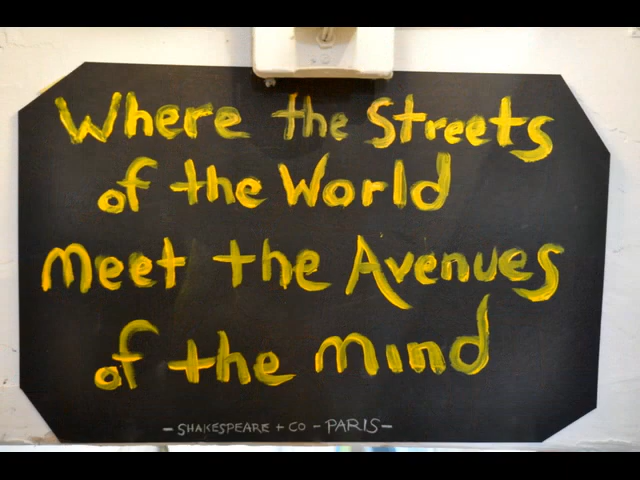 Where the Streets
of the World
Meet the Avenues
of the Mind
- SHAKESPEARE + CO - PARIS -